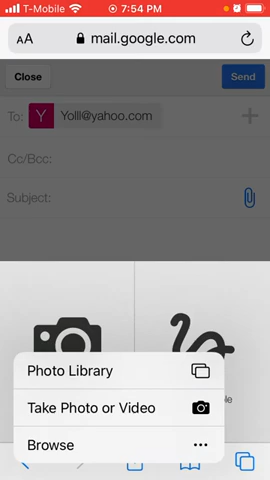 T-Mobile 7:54 PM
AA mail.google.com
Close Send
To: Y Yolll@yahoo.com
Cc/Bcc:
Subject:
Photo Library
Take Photo or Video
Browse